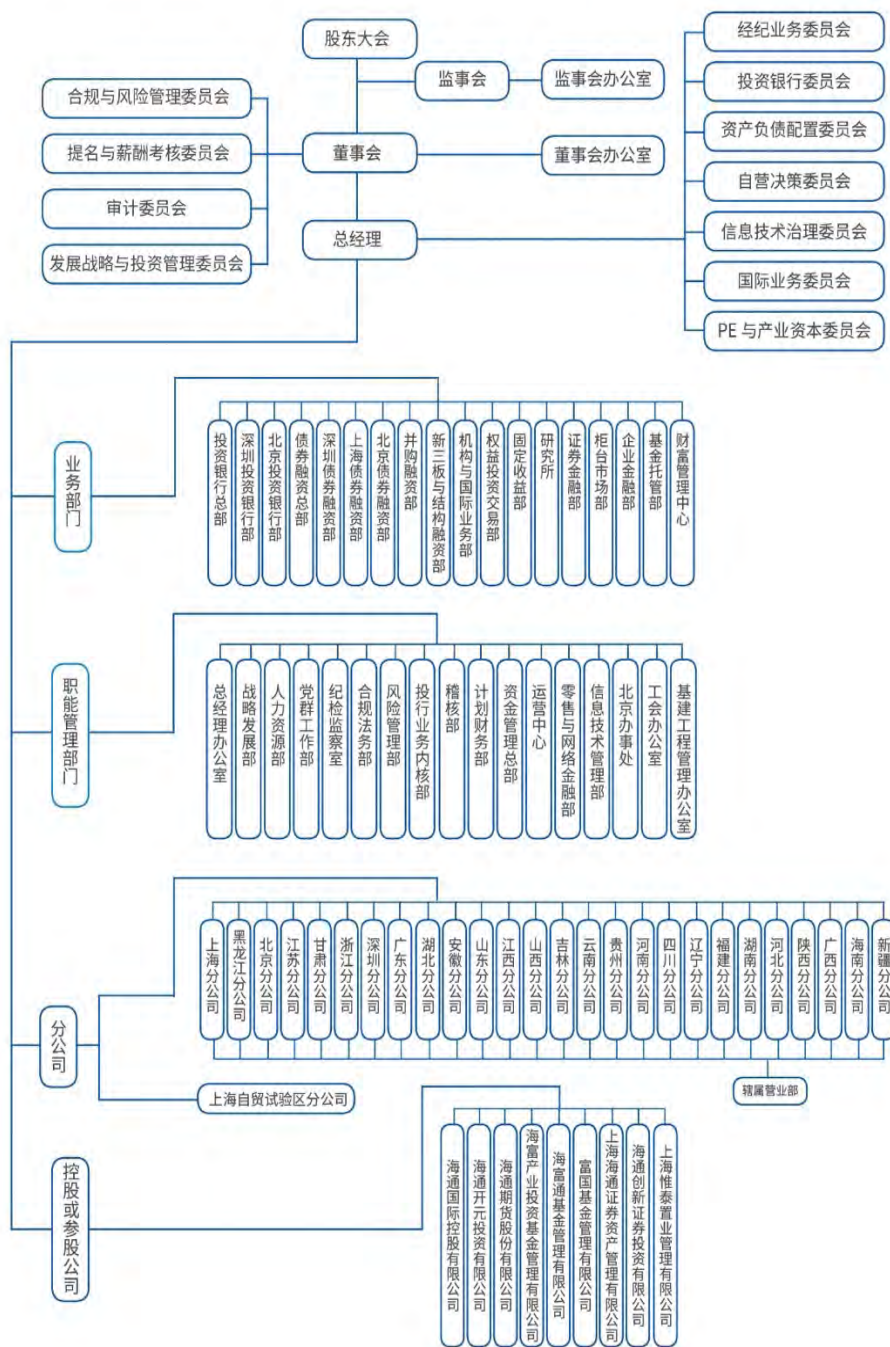 股东大会
监事会
监事会办公室
合规与风险管理委员会
提名与薪酬考核委员会
审计委员会
发展战略与投资管理委员会
董事会
董事会办公室
总经理
经纪业务委员会
投资银行委员会
资产负债配置委员会
自营决策委员会
信息技术治理委员会
国际业务委员会
PE 与产业资本委员会
业务部门
投资银行总部
深圳投资银行部
北京投资银行部
债券融资总部
深圳债券融资部
上海债券融资部
北京债券融资部
并购融资部
新三板与结构融资部
机构与国际业务部
权益投资交易部
固定收益部
研究所
证券金融部
柜台市场部
企业金融部
基金托管部
财富管理中心
职能管理部门
总经理办公室
战略发展部
人力资源部
党群工作部
纪检监察室
合规法务部
风险管理部
投行业务内核部
稽核部
计划财务部
资金管理总部
运营中心
零售与网络金融部
信息技术管理部
北京办事处
工会办公室
基建工程管理办公室
分公司
上海分公司
黑龙江分公司
北京分公司
江苏分公司
甘肃分公司
浙江分公司
深圳分公司
广东分公司
湖北分公司
安徽分公司
山东分公司
江西分公司
山西分公司
吉林分公司
云南分公司
贵州分公司
河南分公司
四川分公司
辽宁分公司
福建分公司
湖南分公司
河北分公司
陕西分公司
广西分公司
海南分公司
新疆分公司
上海自贸试验区分公司
辖属营业部
控股或参股公司
海通国际控股有限公司
海通开元投资有限公司
海通期货股份有限公司
海富产业投资基金管理有限公司
海富通基金管理有限公司
富国基金管理有限公司
上海海通证券资产管理有限公司
海通创新证券投资有限公司
上海惟泰置业管理有限公司